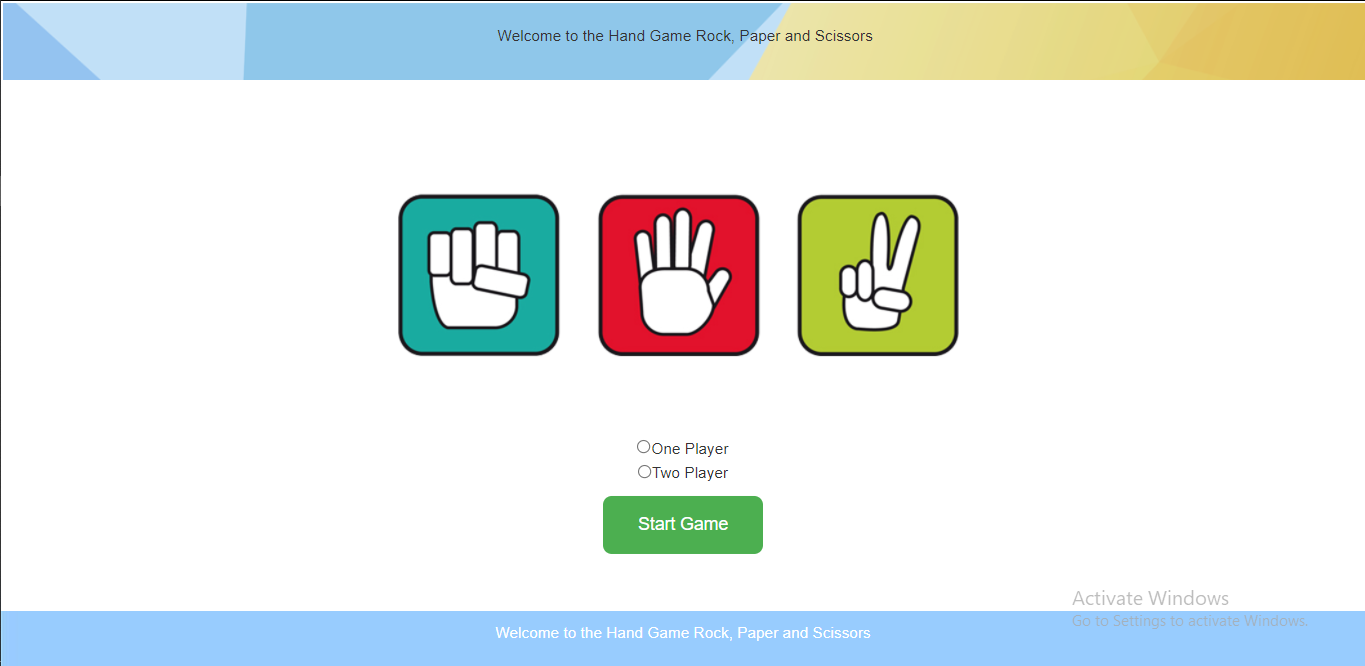 Welcome to the Hand Game Rock, Paper and Scissors
One Player
Two Player
Start Game
Activate Windows
Go to Settings to activate Windows.
Welcome to the Hand Game Rock, Paper and Scissors